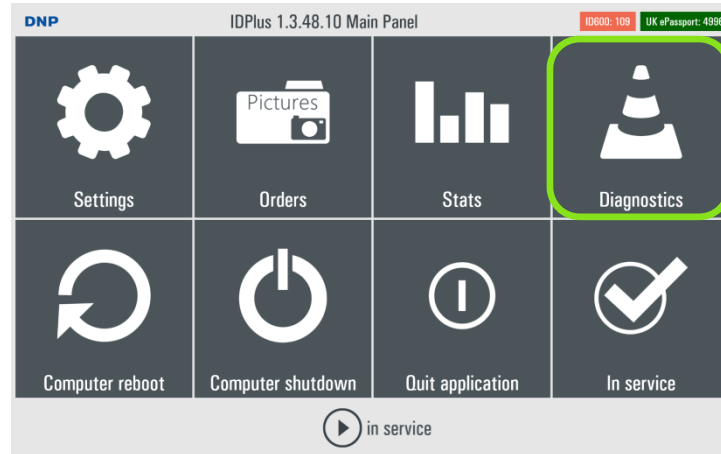 DNP
IDPlus 1.3.48.10 Main Panel
ID600: 109
UK ePassport: 4996
Pictures
Settings
Orders
Stats
Diagnostics
Computer reboot
Computer shutdown
Quit application
In service
in service